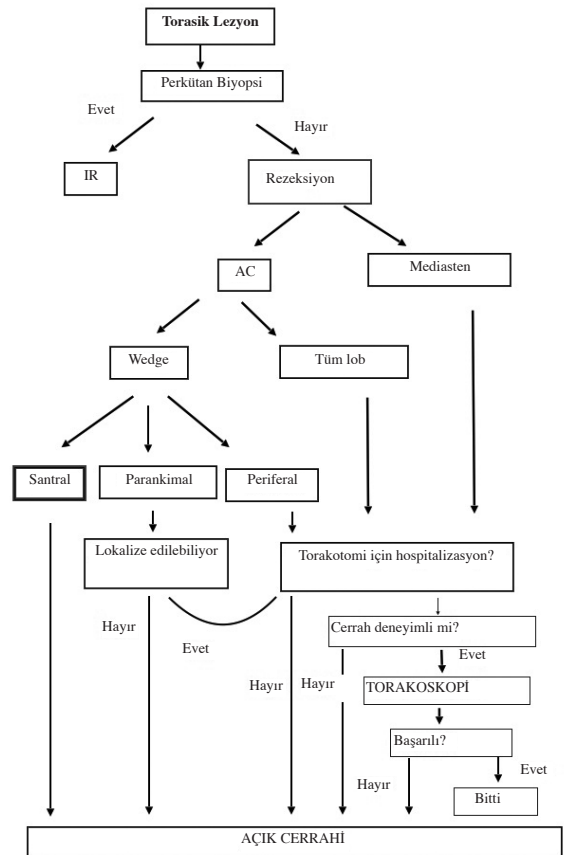 Torasik Lezyon
Perkütan Biyopsi
Evet
Hayır
IR
Rezeksiyon
AC
Mediasten
Wedge
Tüm lob
Santral
Parankimal
Periferal
Lokalize edilebiliyor
Torakotomi için hospitalizasyon?
Hayır
Evet
Cerrah deneyimli mi?
Evet
Hayır
Hayır
TORAKOSKOPİ
Başarılı?
Hayır
Evet
Bitti
AÇIK CERRAHİ